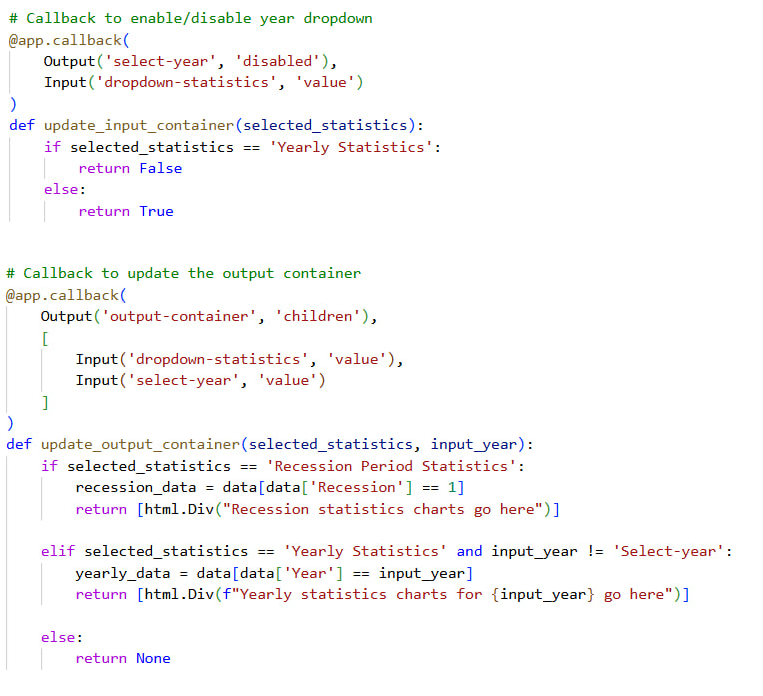 # Callback to enable/disable year dropdown
@app.callback(
    Output('select-year', 'disabled'),
    Input('dropdown-statistics', 'value')
)
def update_input_container(selected_statistics):
    if selected_statistics == 'Yearly Statistics':
        return False
    else:
        return True
# Callback to update the output container
@app.callback(
    Output('output-container', 'children'),
    [
        Input('dropdown-statistics', 'value'),
        Input('select-year', 'value')
    ]
)
def update_output_container(selected_statistics, input_year):
    if selected_statistics == 'Recession Period Statistics':
        recession_data = data[data['Recession'] == 1]
        return [html.Div("Recession statistics charts go here")]
    elif selected_statistics == 'Yearly Statistics' and input_year != 'Select-year':
        yearly_data = data[data['Year'] == input_year]
        return [html.Div(f"Yearly statistics charts for {input_year} go here")]
    else:
        return None